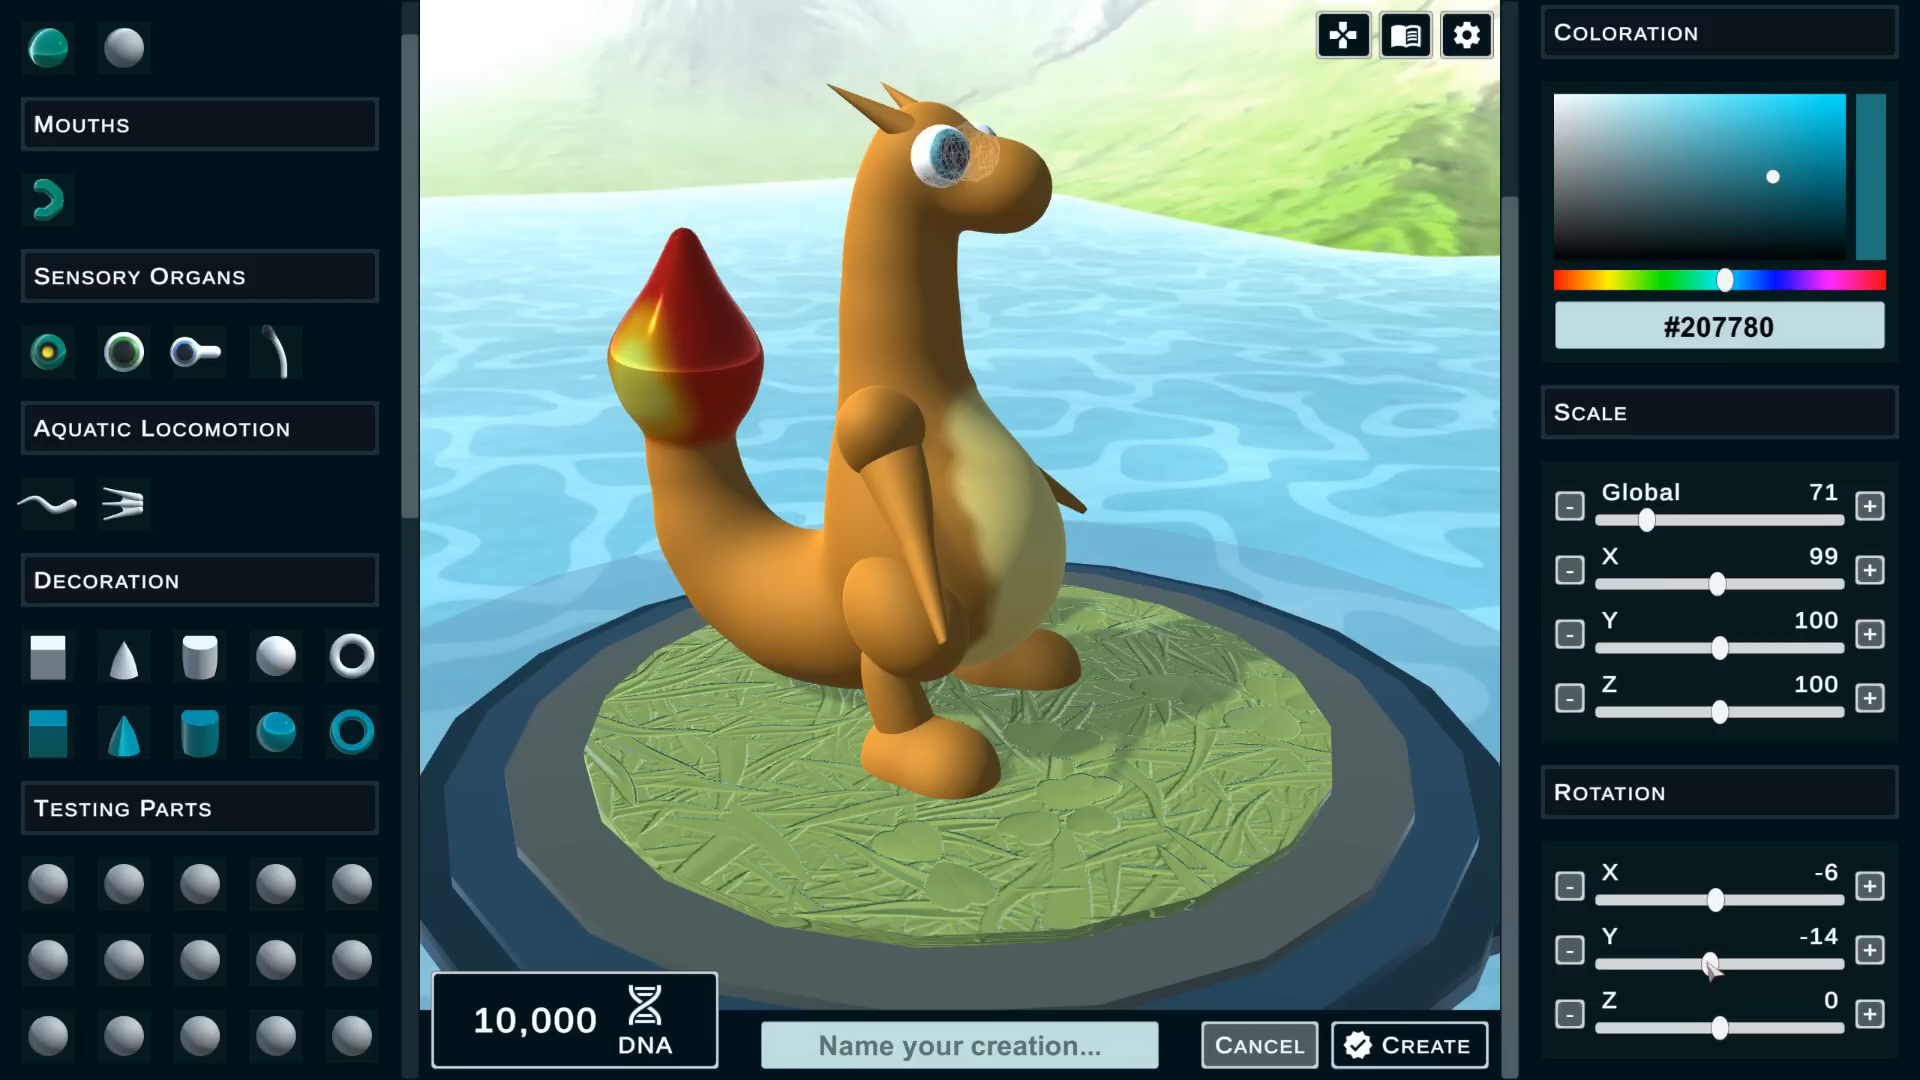 MOUTHS
SENSORY ORGANS
AQUATIC LOCOMOTION
DECORATION
TESTING PARTS
10,000
DNA
Name your creation...
CANCEL
CREATE
COLORATION
#207780
SCALE
- Global 71 +
- X 99 +
- Y 100 +
- Z 100 +
ROTATION
- X -6 +
- Y -14 +
- Z 0 +